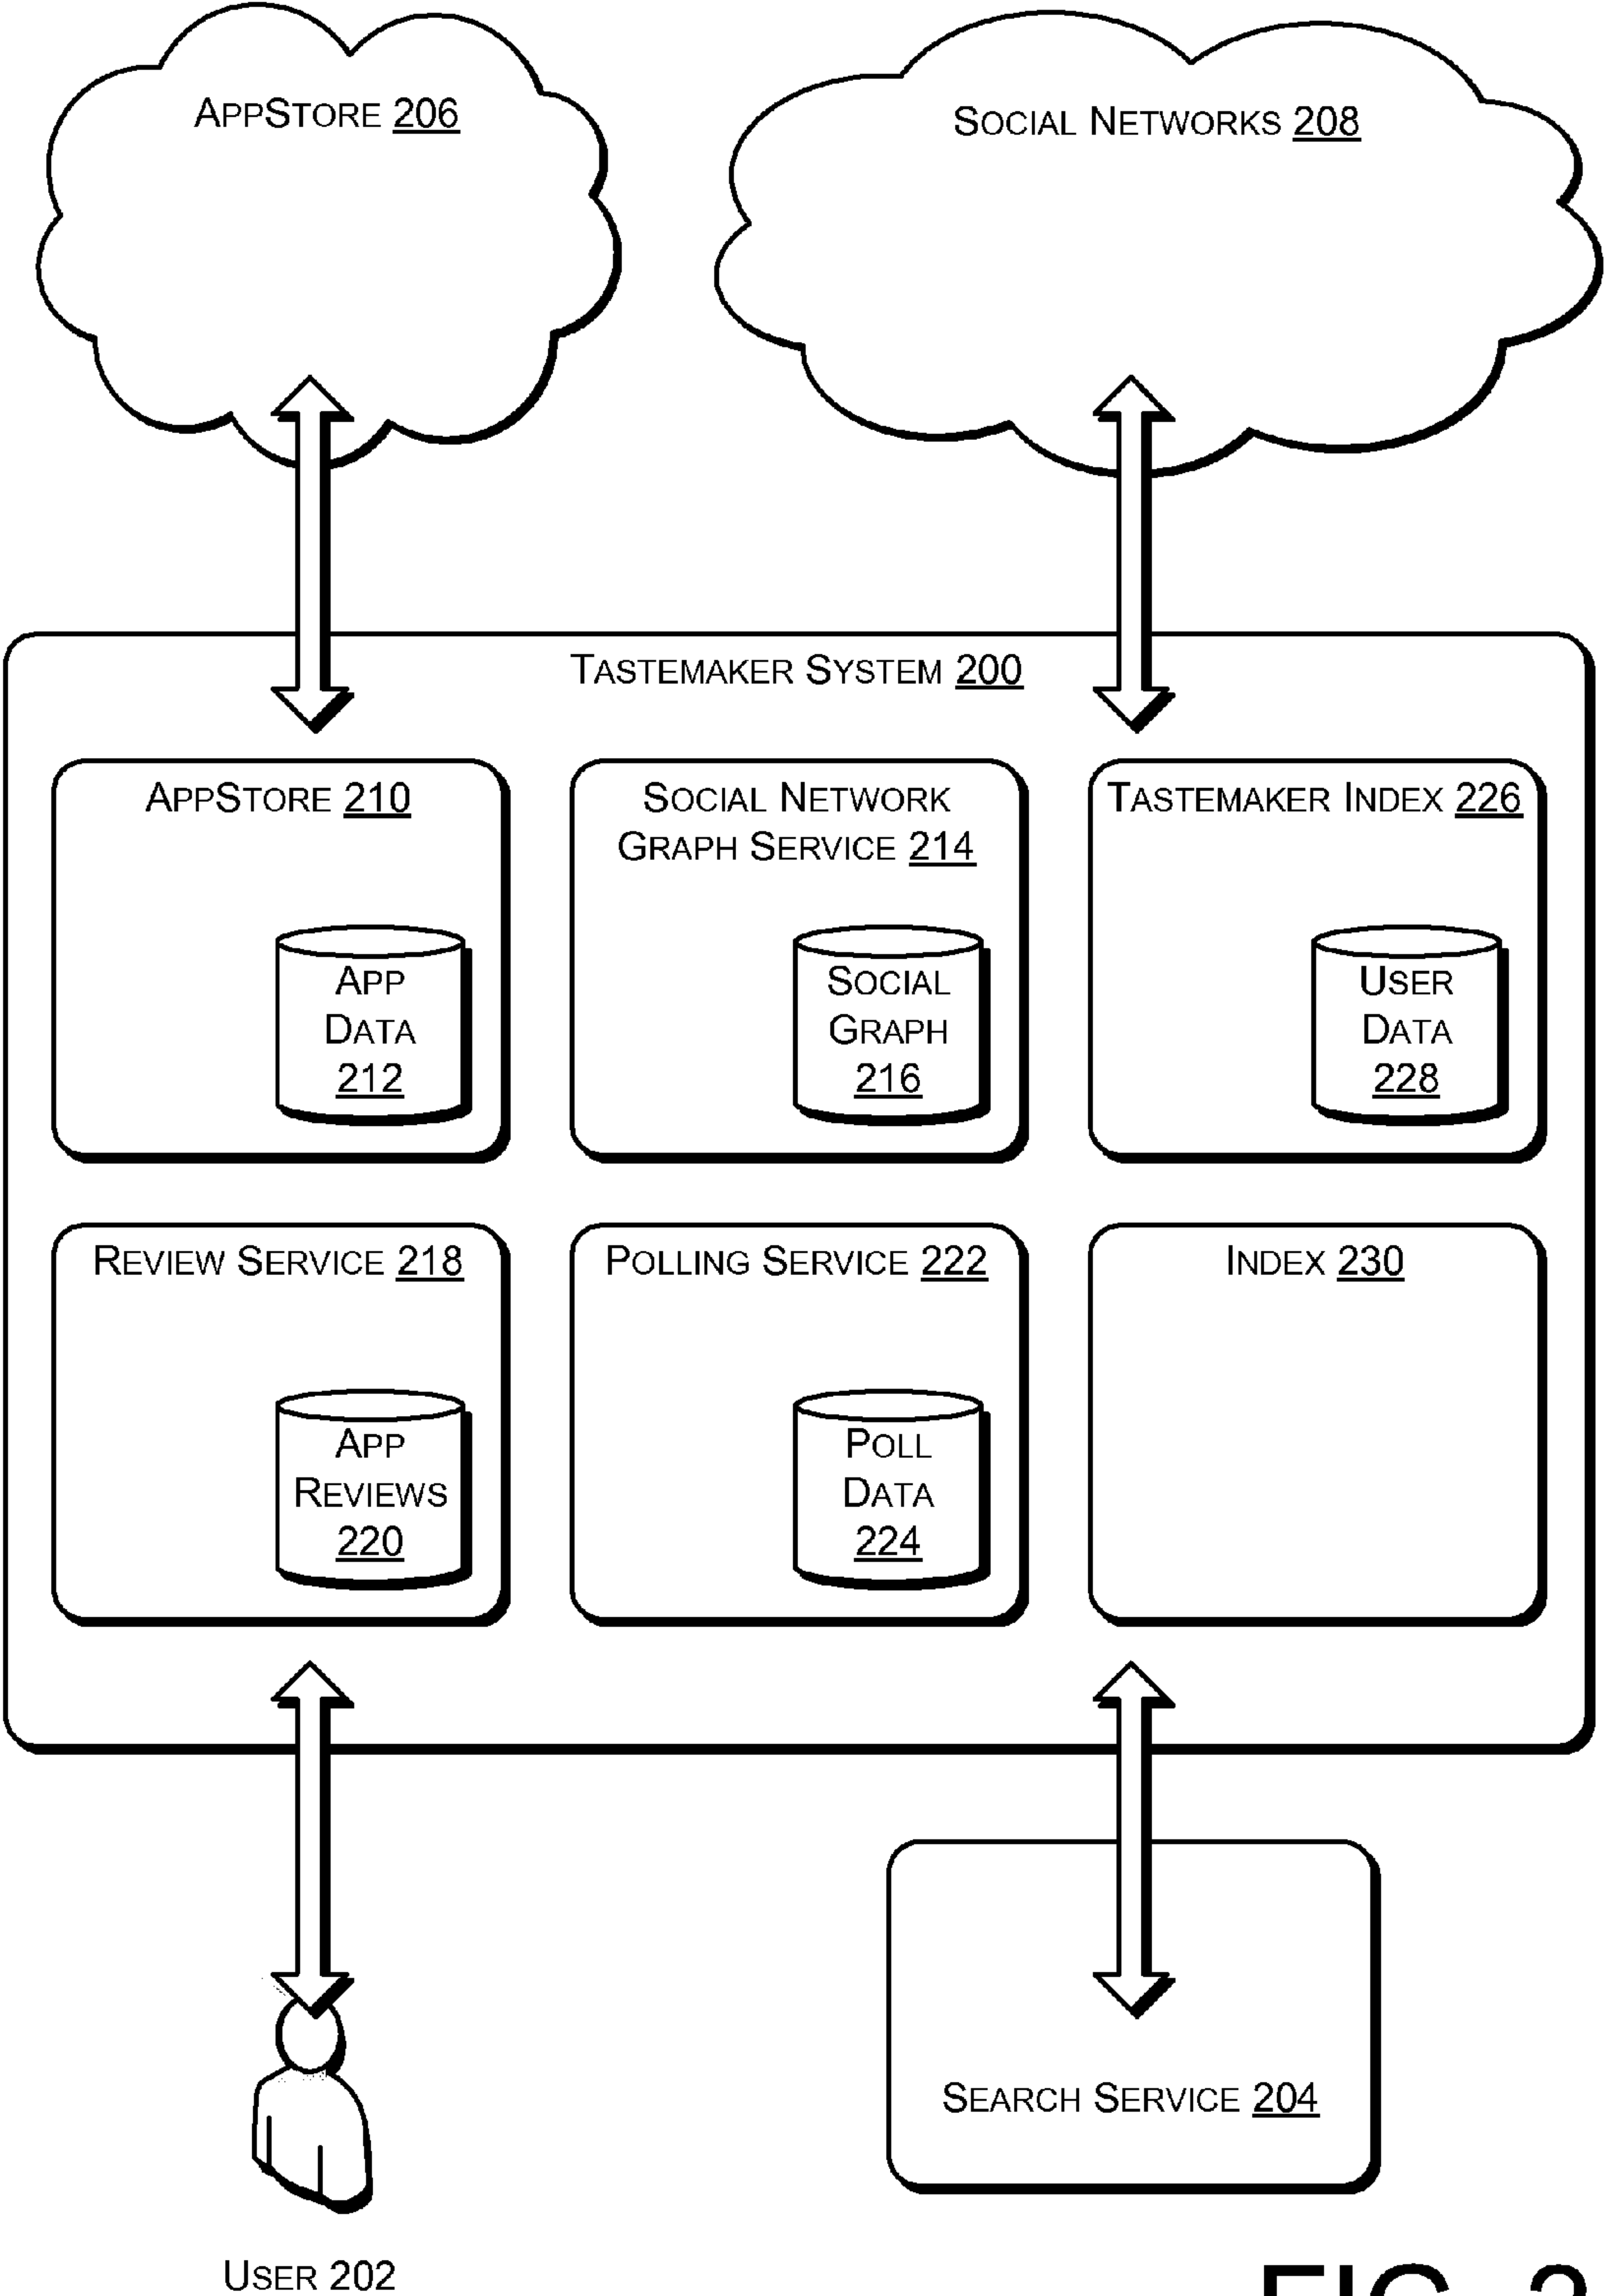 AppStore 206
Social Networks 208
Tastemaker System 200
AppStore 210
Social Network
Graph Service 214
Tastemaker Index 226
App
Data
212
Social
Graph
216
User
Data
228
Review Service 218
Polling Service 222
Index 230
App
Reviews
220
Poll
Data
224
Search Service 204
User 202
FIG. 2